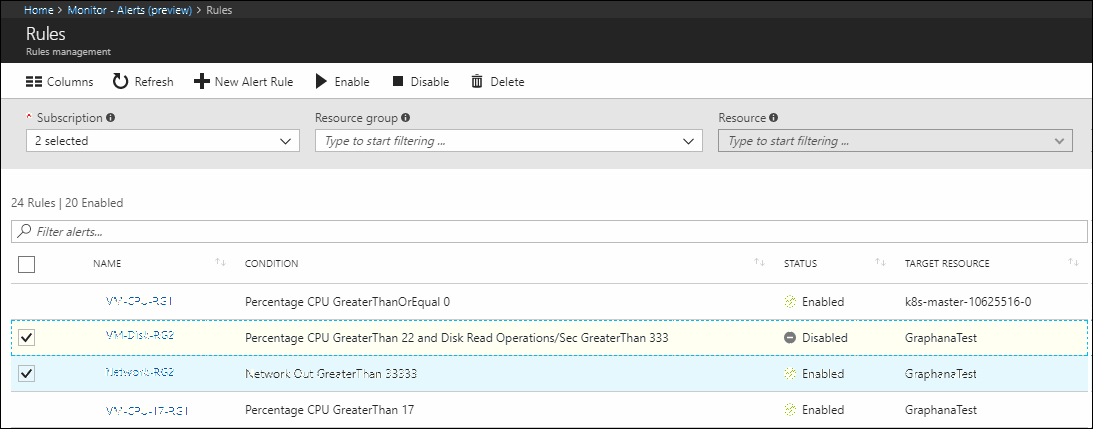 Home > Monitor - Alerts (preview) > Rules
Rules
Rules management
Columns Refresh New Alert Rule Enable Disable Delete
* Subscription Resource group Resource
2 selected Type to start filtering ... Type to start filtering ...
24 Rules | 20 Enabled
Filter alerts...
NAME CONDITION STATUS TARGET RESOURCE
VM-CPU-RG1 Percentage CPU GreaterThanOrEqual 0 Enabled k8s-master-10625516-0
VM-Disk-RG2 Percentage CPU GreaterThan 22 and Disk Read Operations/Sec GreaterThan 333 Disabled GraphanaTest
Network-RG2 Network Out GreaterThan 33333 Enabled GraphanaTest
VM-CPU-17-RG1 Percentage CPU GreaterThan 17 Enabled GraphanaTest